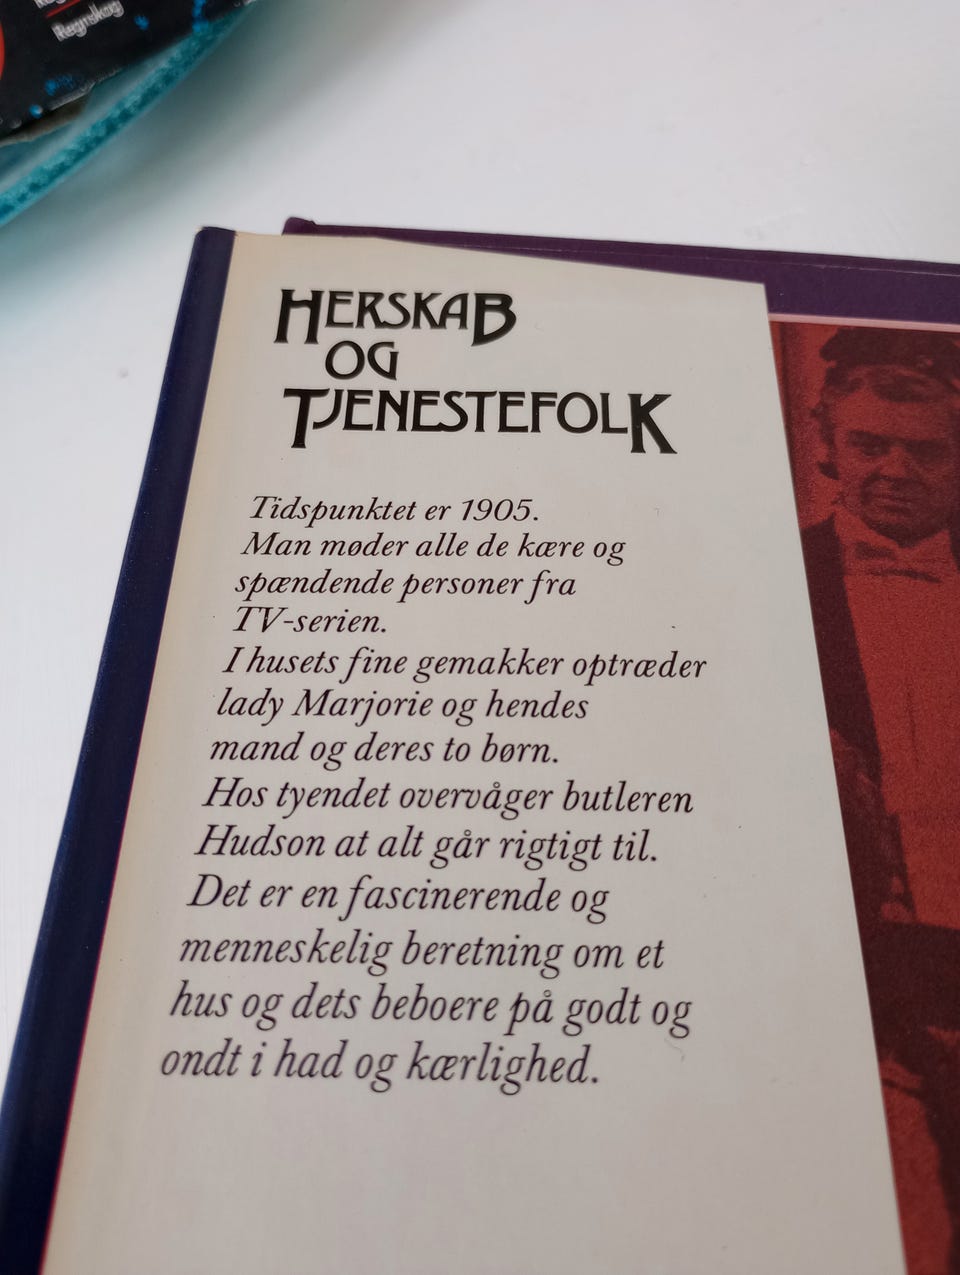 Regnskog
HERSKAB
OG
TJENESTEFOLK
Tidspunktet er 1905.
Man møder alle de kære og
spændende personer fra
TV-serien.
I husets fine gemakker optræder
lady Marjorie og hendes
mand og deres to børn.
Hos tyendet overvåger butleren
Hudson at alt går rigtigt til.
Det er en fascinerende og
menneskelig beretning om et
hus og dets beboere på godt og
ondt i had og kærlighed.